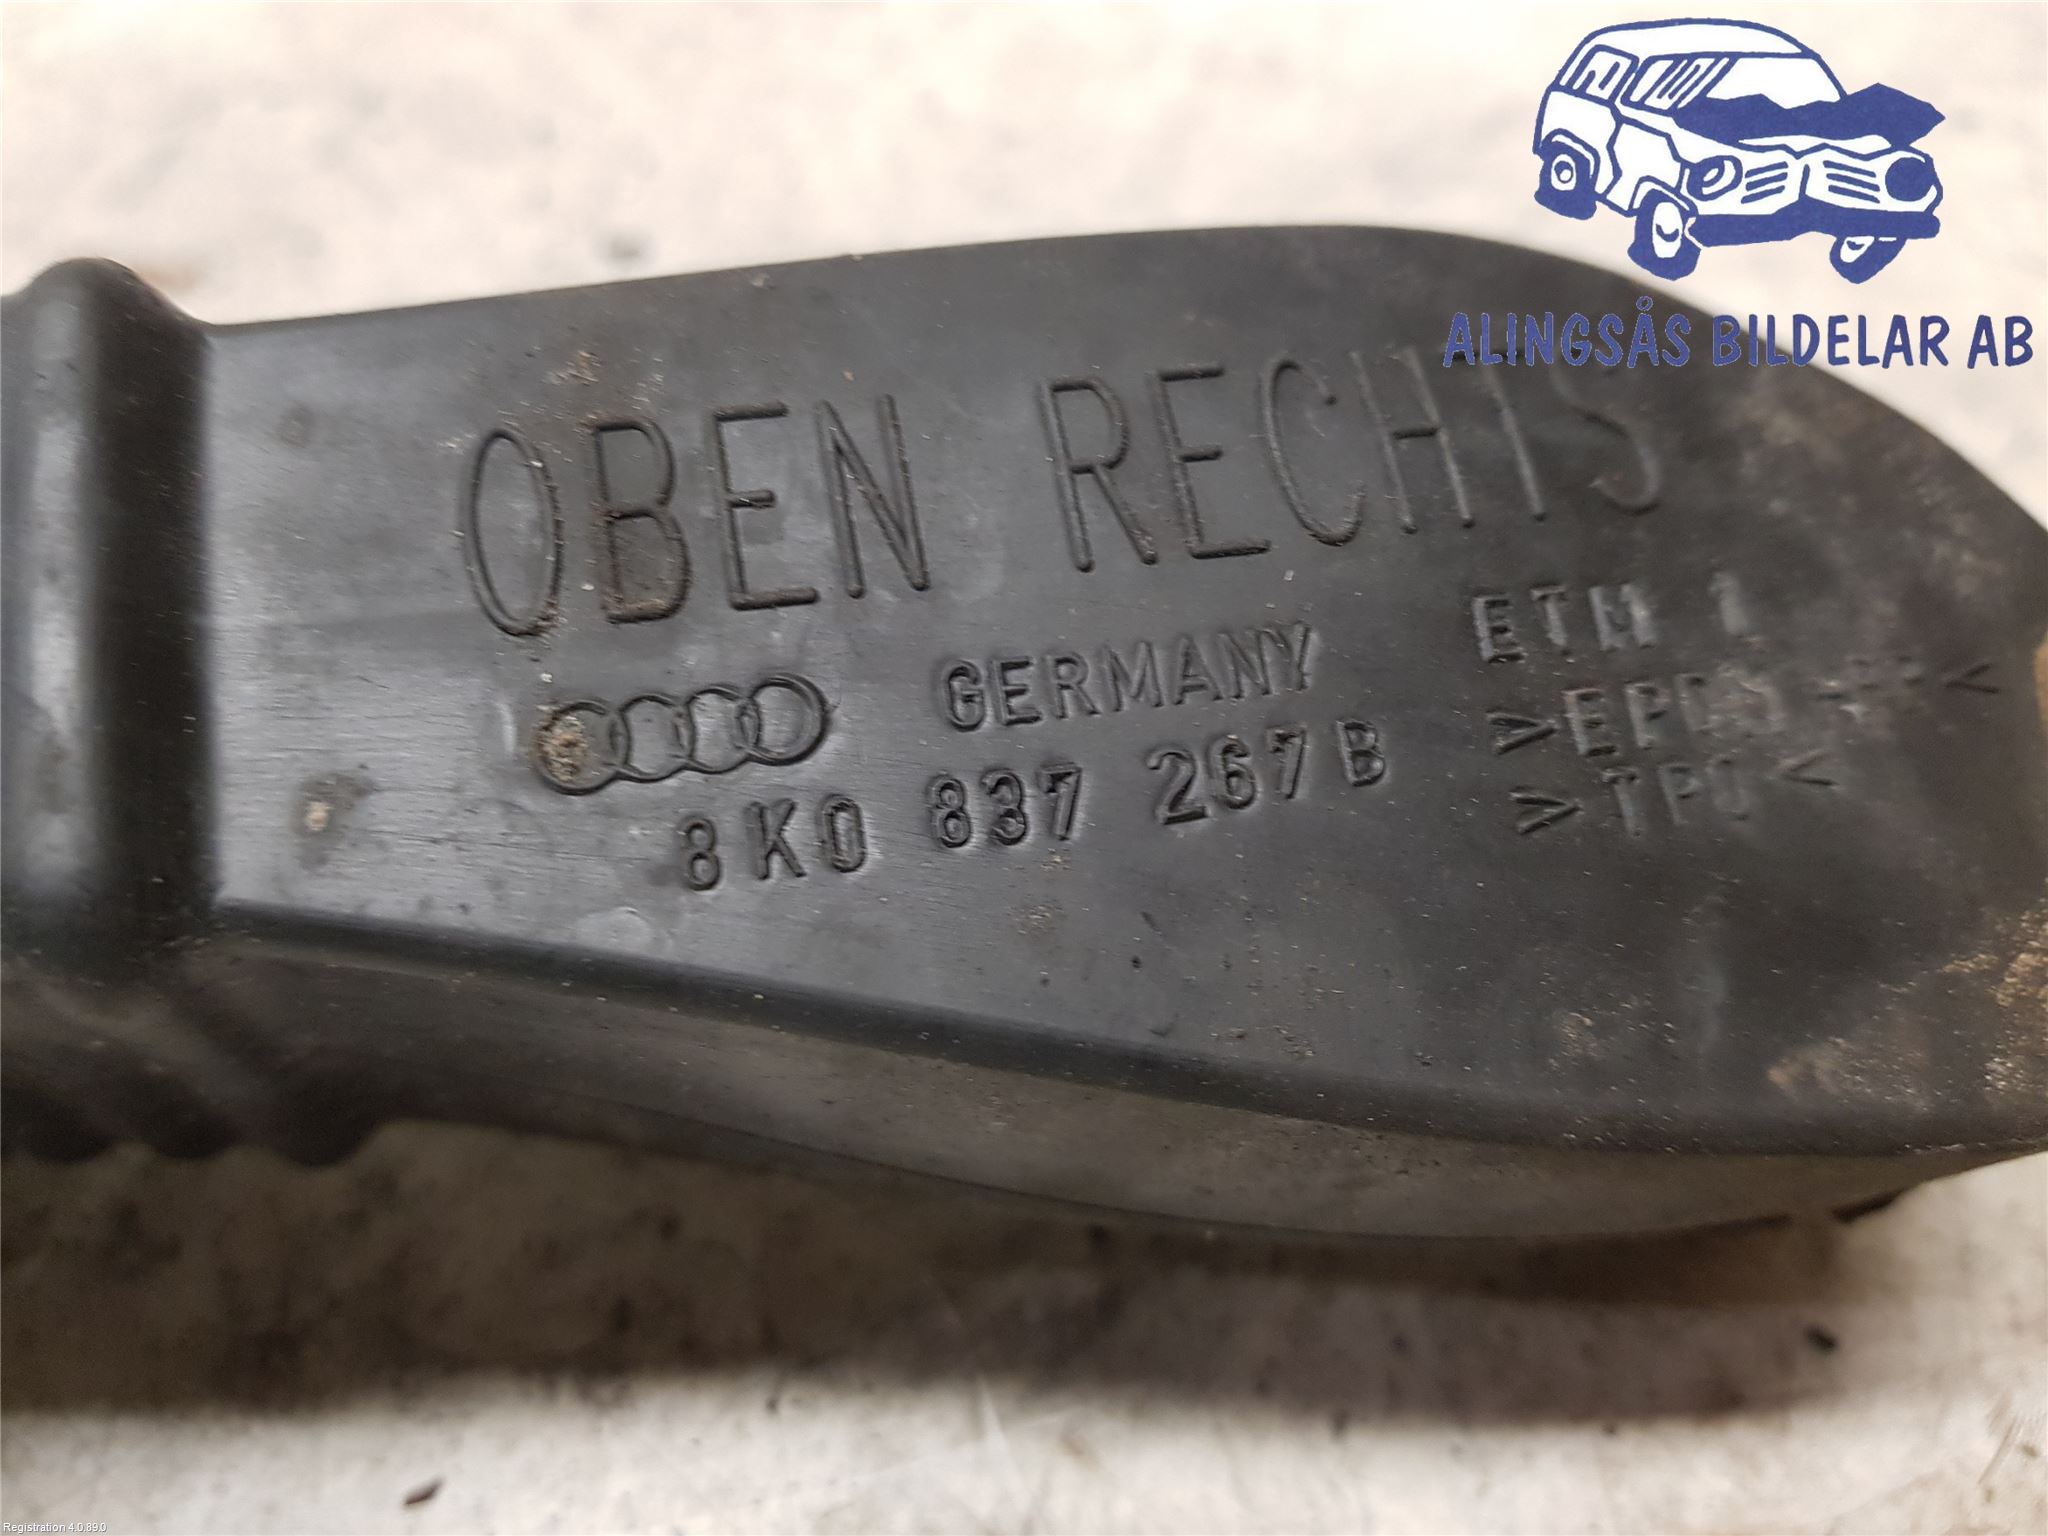 ALINGSÅS BILDELAR AB
OBEN RECHTS
GERMANY
8K0 837 267 B
ETM 1
>TPO<
Registration 4.0.89.0